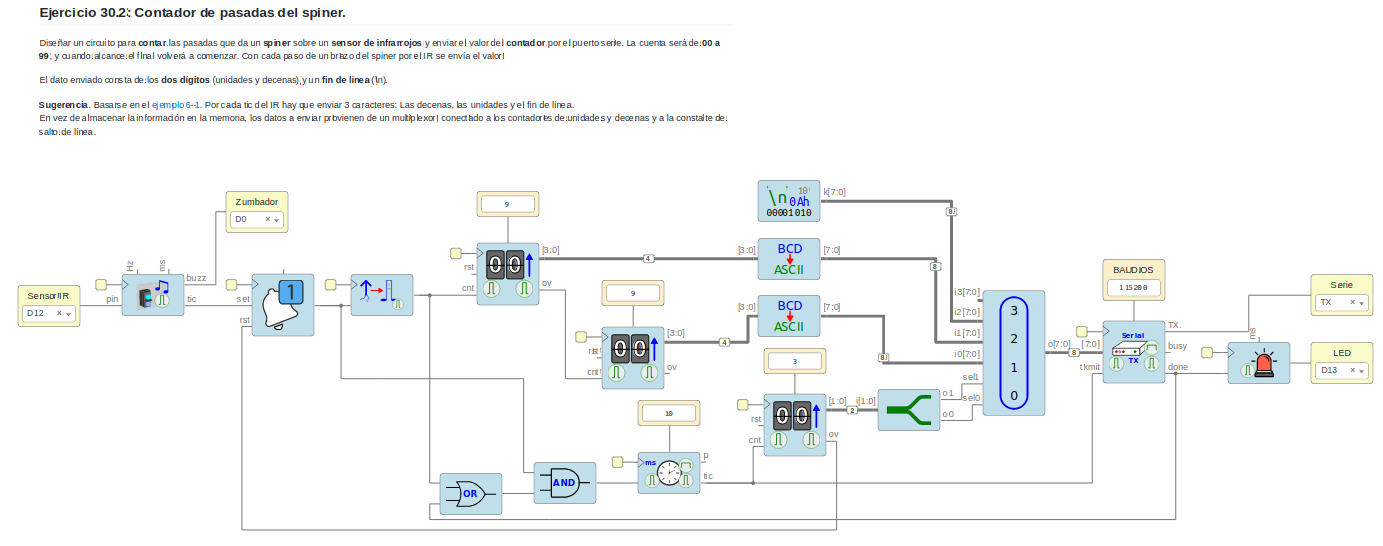 Ejercicio 30.2: Contador de pasadas del spiner.
Diseñar un circuito para contar las pasadas que da un spiner sobre un sensor de infrarrojos y enviar el valor del contador por el puerto serie. La cuenta será de 00 a
99, y cuando alcance el final volverá a comenzar. Con cada paso de un brazo del spiner por el IR se envía el valor
El dato enviado consta de los dos dígitos (unidades y decenas), y un fin de línea (\n).
Sugerencia. Basarse en el ejemplo 6-1. Por cada tic del IR hay que enviar 3 caracteres: Las decenas, las unidades y el fin de línea.
En vez de almacenar la información en la memoria, los datos a enviar provienen de un multiplexor, conectado a los contadores de unidades y decenas y a la constalte de
salto de línea.
Zumbador
D0
Sensor IR
D12
Hz ms
buzz
pin tic
set
1
rst
9
rst
cnt
00
[3:0]
ov
9
rst
cnt
00
[3:0]
ov
\n 10
0Ah
00001010
k[7:0]
8
[3:0]
BCD
ASCII
[7:0]
4
8
[3:0]
BCD
ASCII
[7:0]
4
8
3
rst
cnt
00
[1:0]
ov
2
i[1:0]
o1
o0
10
ms
p
tic
OR
AND
i3[7:0]
i2[7:0]
i1[7:0]
i0[7:0]
sel1
sel0
3
2
1
0
o[7:0]
8
[7:0]
BAUDIOS
115200
Serial
TX
txmit
TX
busy
done
ms
Serie
TX
LED
D13